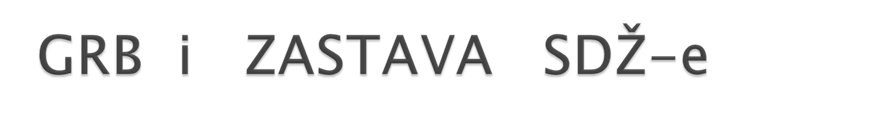 GRB i ZASTAVA SDŽ-e